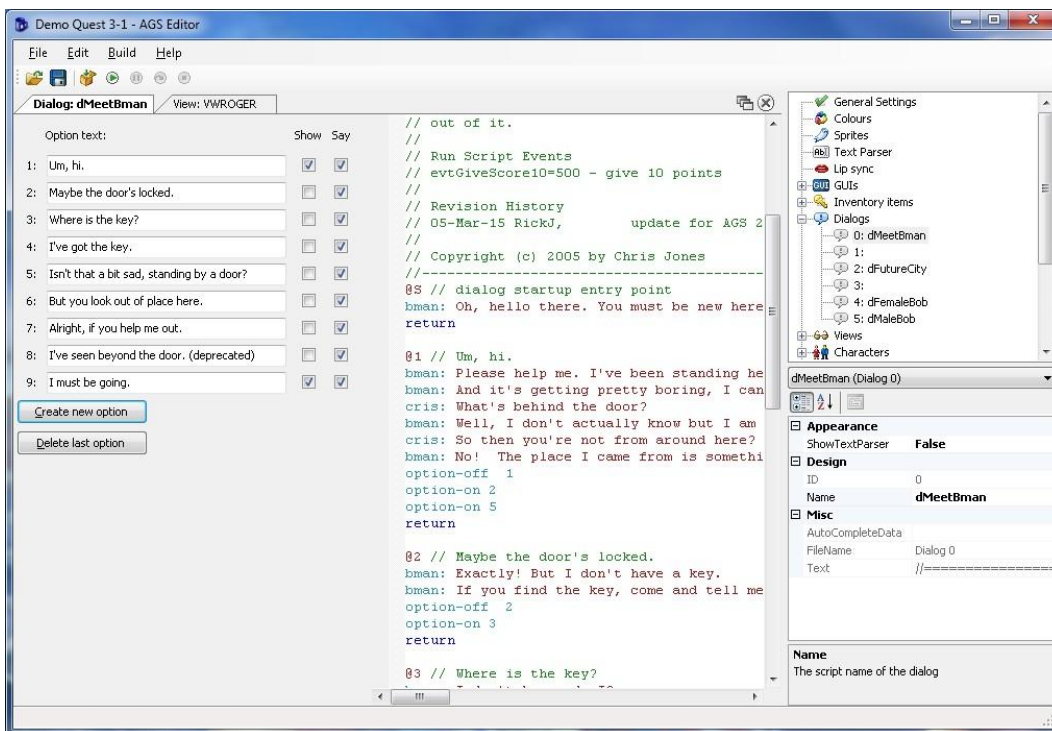 Demo Quest 3-1 - AGS Editor
File Edit Build Help
Dialog: dMeetBman View: VWROGER
Option text: Show Say
1: Um, hi.
2: Maybe the door's locked.
3: Where is the key?
4: I've got the key.
5: Isn't that a bit sad, standing by a door?
6: But you look out of place here.
7: Alright, if you help me out.
8: I've seen beyond the door. (deprecated)
9: I must be going.
Create new option
Delete last option
// out of it.
//
// Run Script Events
// evtGiveScore10=500 - give 10 points
//
// Revision History
// 05-Mar-15 RickJ, update for AGS 2
//
// Copyright (c) 2005 by Chris Jones
//----------------------------------------
@S // dialog startup entry point
bman: Oh, hello there. You must be new here
return
@1 // Um, hi.
bman: Please help me. I've been standing he
bman: And it's getting pretty boring, I can
cris: What's behind the door?
bman: Well, I don't actually know but I am
cris: So then you're not from around here?
bman: No! The place I came from is somethi
option-off 1
option-on 2
option-on 5
return
@2 // Maybe the door's locked.
bman: Exactly! But I don't have a key.
bman: If you find the key, come and tell me
option-off 2
option-on 3
return
@3 // Where is the key?
General Settings
Colours
Sprites
Ab| Text Parser
Lip sync
GUI GUIs
Inventory items
Dialogs
0: dMeetBman
1:
2: dFutureCity
3:
4: dFemaleBob
5: dMaleBob
Views
Characters
dMeetBman (Dialog 0)
Appearance
ShowTextParser False
Design
ID 0
Name dMeetBman
Misc
AutoCompleteData
FileName Dialog 0
Text //=================
Name
The script name of the dialog